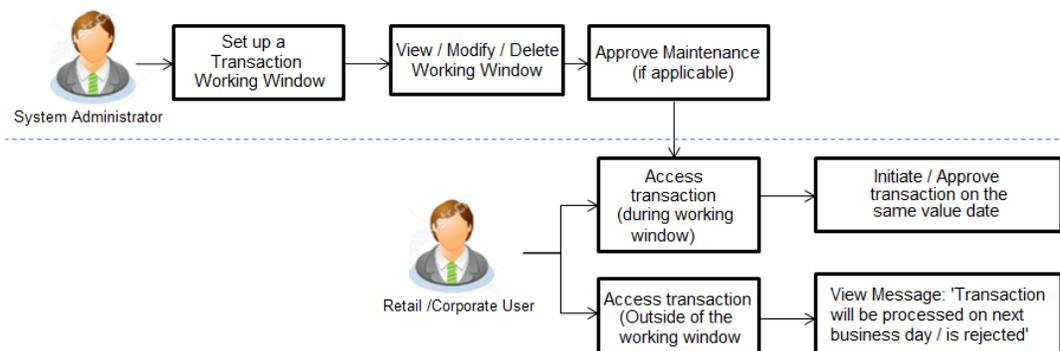 Set up a
Transaction
Working Window
View / Modify / Delete
Working Window
Approve Maintenance
(if applicable)
System Administrator
Access
transaction
(during working
window)
Initiate / Approve
transaction on the
same value date
Retail /Corporate User
Access transaction
(Outside of the
working window
View Message: 'Transaction
will be processed on next
business day / is rejected'